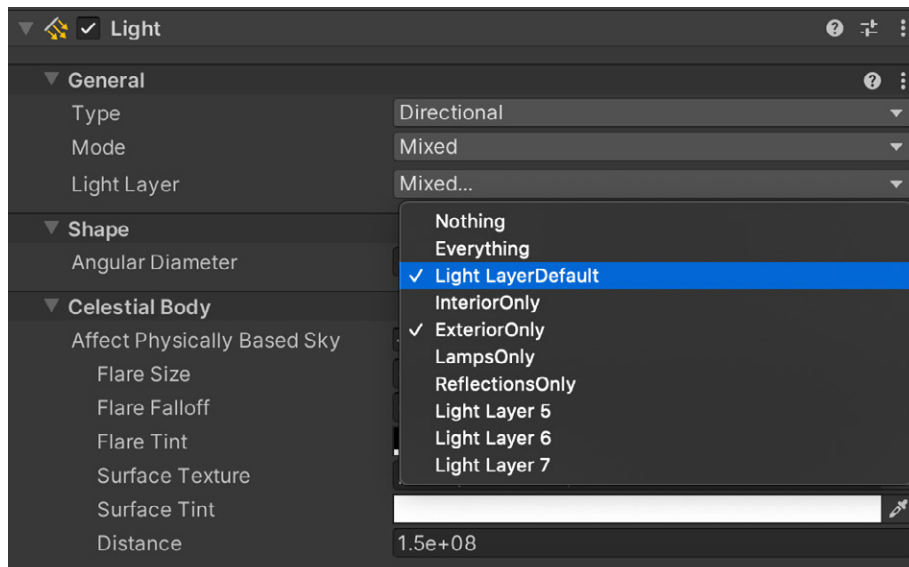 Light
General
Type Directional
Mode Mixed
Light Layer Mixed...
Nothing
Everything
Light LayerDefault
InteriorOnly
ExteriorOnly
LampsOnly
ReflectionsOnly
Light Layer 5
Light Layer 6
Light Layer 7
Shape
Angular Diameter
Celestial Body
Affect Physically Based Sky
Flare Size
Flare Falloff
Flare Tint
Surface Texture
Surface Tint
Distance 1.5e+08